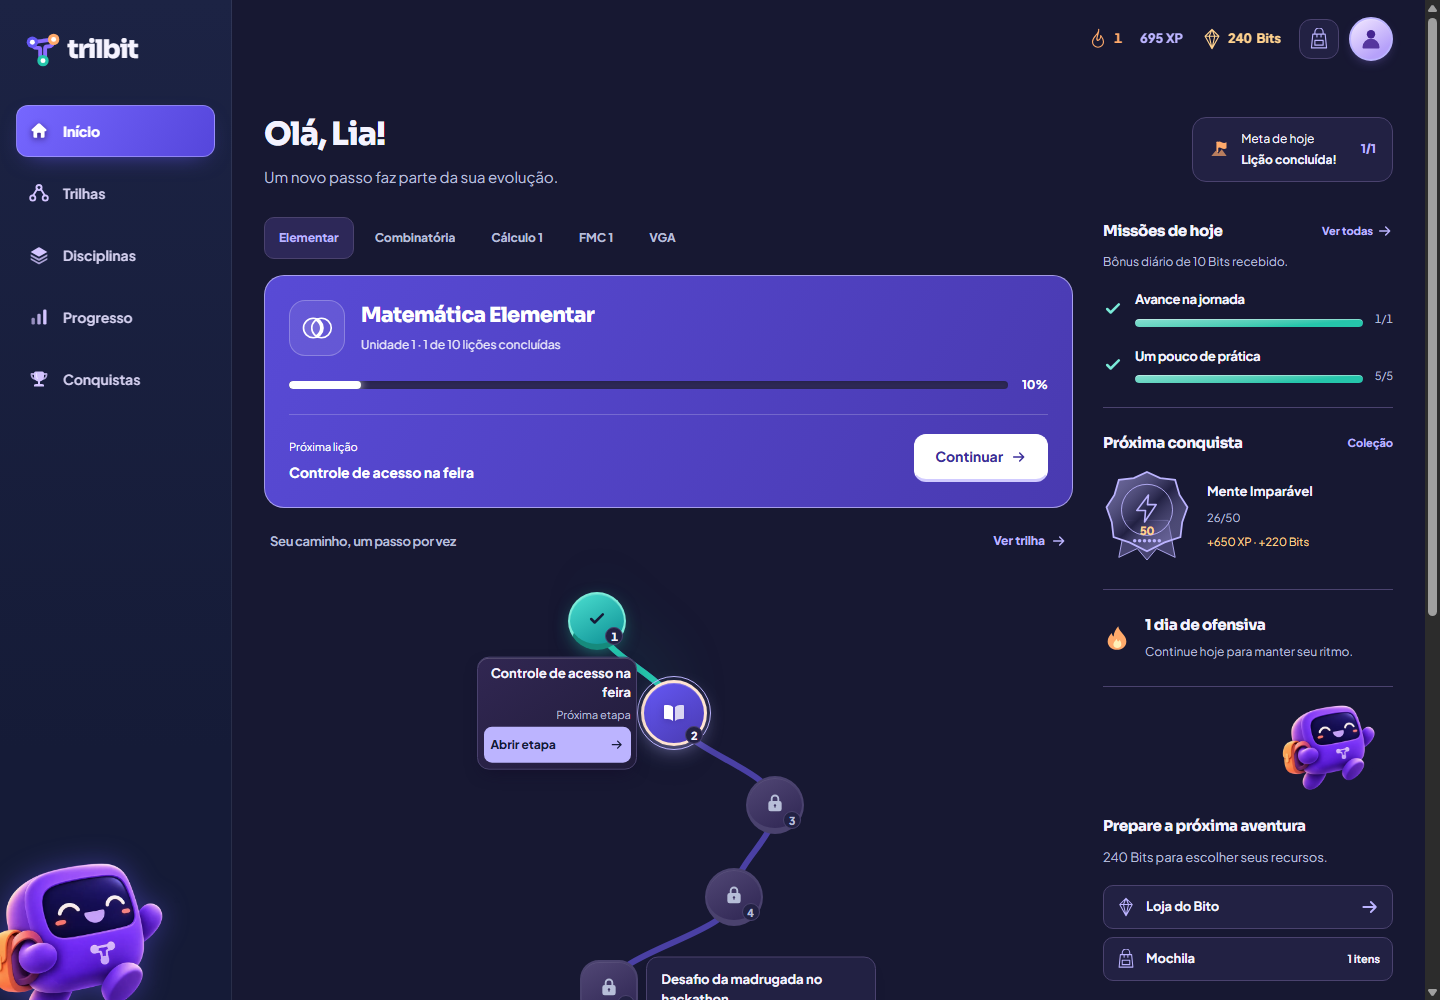 trilbit
1
695 XP
240 Bits
Início
Trilhas
Disciplinas
Progresso
Conquistas
Olá, Lia!
Um novo passo faz parte da sua evolução.
Meta de hoje
Lição concluída!
1/1
Elementar
Combinatória
Cálculo 1
FMC 1
VGA
Matemática Elementar
Unidade 1 · 1 de 10 lições concluídas
10%
Próxima lição
Controle de acesso na feira
Continuar
Seu caminho, um passo por vez
Ver trilha
1
Controle de acesso na
feira
Próxima etapa
Abrir etapa
2
3
4
Desafio da madrugada no
hackathon
Missões de hoje
Ver todas
Bônus diário de 10 Bits recebido.
Avance na jornada
1/1
Um pouco de prática
5/5
Próxima conquista
Coleção
50
Mente Imparável
26/50
+650 XP · +220 Bits
1 dia de ofensiva
Continue hoje para manter seu ritmo.
Prepare a próxima aventura
240 Bits para escolher seus recursos.
Loja do Bito
Mochila
1 itens